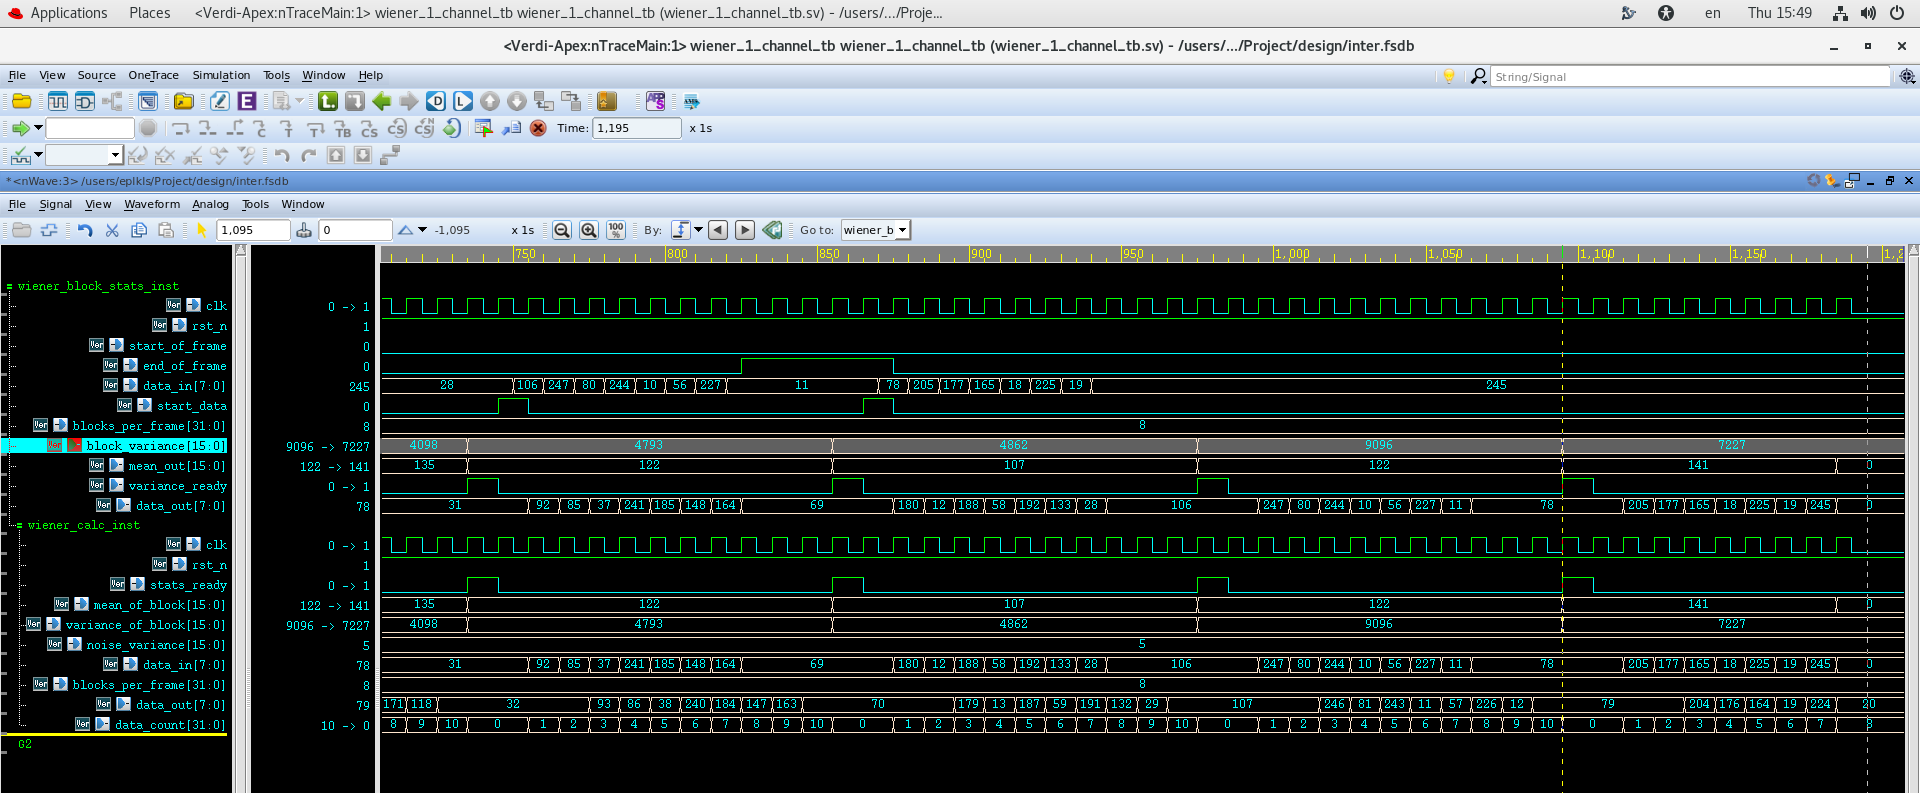 Applications Places <Verdi-Apex:nTraceMain:1> wiener_1_channel_tb wiener_1_channel_tb (wiener_1_channel_tb.sv) - /users/.../Proje... en Thu 15:49
<Verdi-Apex:nTraceMain:1> wiener_1_channel_tb wiener_1_channel_tb (wiener_1_channel_tb.sv) - /users/.../Project/design/inter.fsdb
File View Source OneTrace Simulation Tools Window Help String/Signal
Time: 1,195 x 1s
*<nWave:3> /users/eplkls/Project/design/inter.fsdb
File Signal View Waveform Analog Tools Window
1,095 0 -1,095 x 1s By: Go to: wiener_b
750 800 850 900 950 1,000 1,050 1,100 1,150 1,2
wiener_block_stats_inst
clk 0 -> 1
rst_n 1
start_of_frame 0
end_of_frame 0
data_in[7:0] 245 28 106 247 80 244 10 56 227 11 78 205 177 165 18 225 19 245
start_data 0
blocks_per_frame[31:0] 8 8
block_variance[15:0] 9096 -> 7227 4098 4793 4862 9096 7227
mean_out[15:0] 122 -> 141 135 122 107 122 141 0
variance_ready 0 -> 1
data_out[7:0] 78 31 92 85 37 241 185 148 164 69 180 12 188 58 192 133 28 106 247 80 244 10 56 227 11 78 205 177 165 18 225 19 245 0
wiener_calc_inst
clk 0 -> 1
rst_n 1
stats_ready 0 -> 1
mean_of_block[15:0] 122 -> 141 135 122 107 122 141 0
variance_of_block[15:0] 9096 -> 7227 4098 4793 4862 9096 7227
noise_variance[15:0] 5 5
data_in[7:0] 78 31 92 85 37 241 185 148 164 69 180 12 188 58 192 133 28 106 247 80 244 10 56 227 11 78 205 177 165 18 225 19 245 0
blocks_per_frame[31:0] 8 8
data_out[7:0] 79 171 118 32 93 86 38 240 184 147 163 70 179 13 187 59 191 132 29 107 246 81 243 11 57 226 12 79 204 176 164 19 224 20
data_count[31:0] 10 -> 0 8 9 10 0 1 2 3 4 5 6 7 8 9 10 0 1 2 3 4 5 6 7 8 9 10 0 1 2 3 4 5 6 7 8 9 10 0 1 2 3 4 5 6 7 8
G2